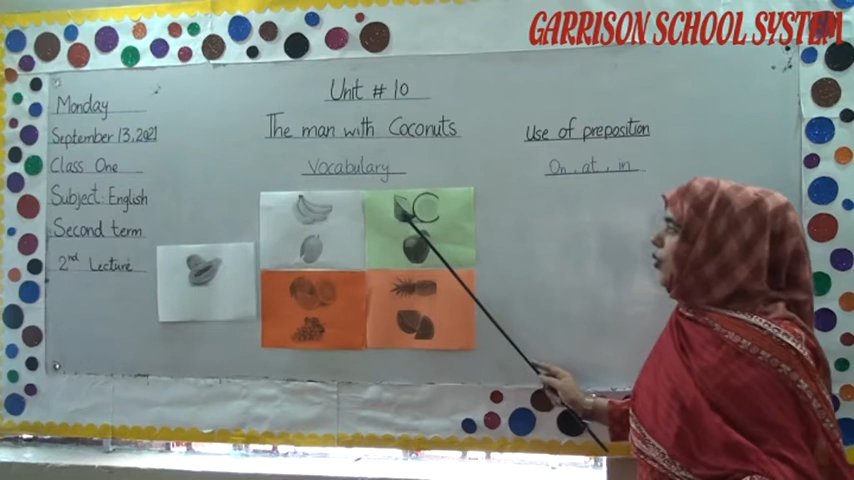 GARRISON SCHOOL SYSTEM
Monday
September 13, 2021
Class One
Subject: English
Second term
2nd Lecture
Unit # 10
The man with Coconuts
Vocabulary
Use of preposition
On, at, in